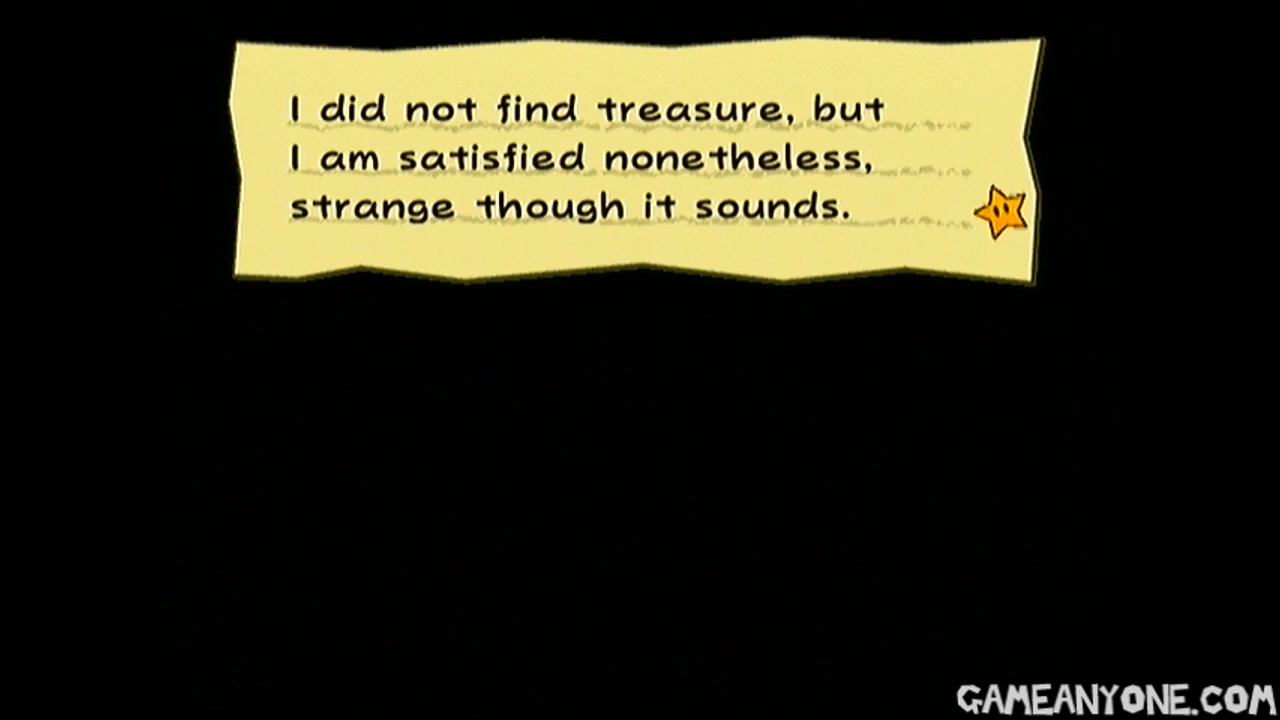 I did not find treasure, but
I am satisfied nonetheless,
strange though it sounds.
GAMEANYONE.COM